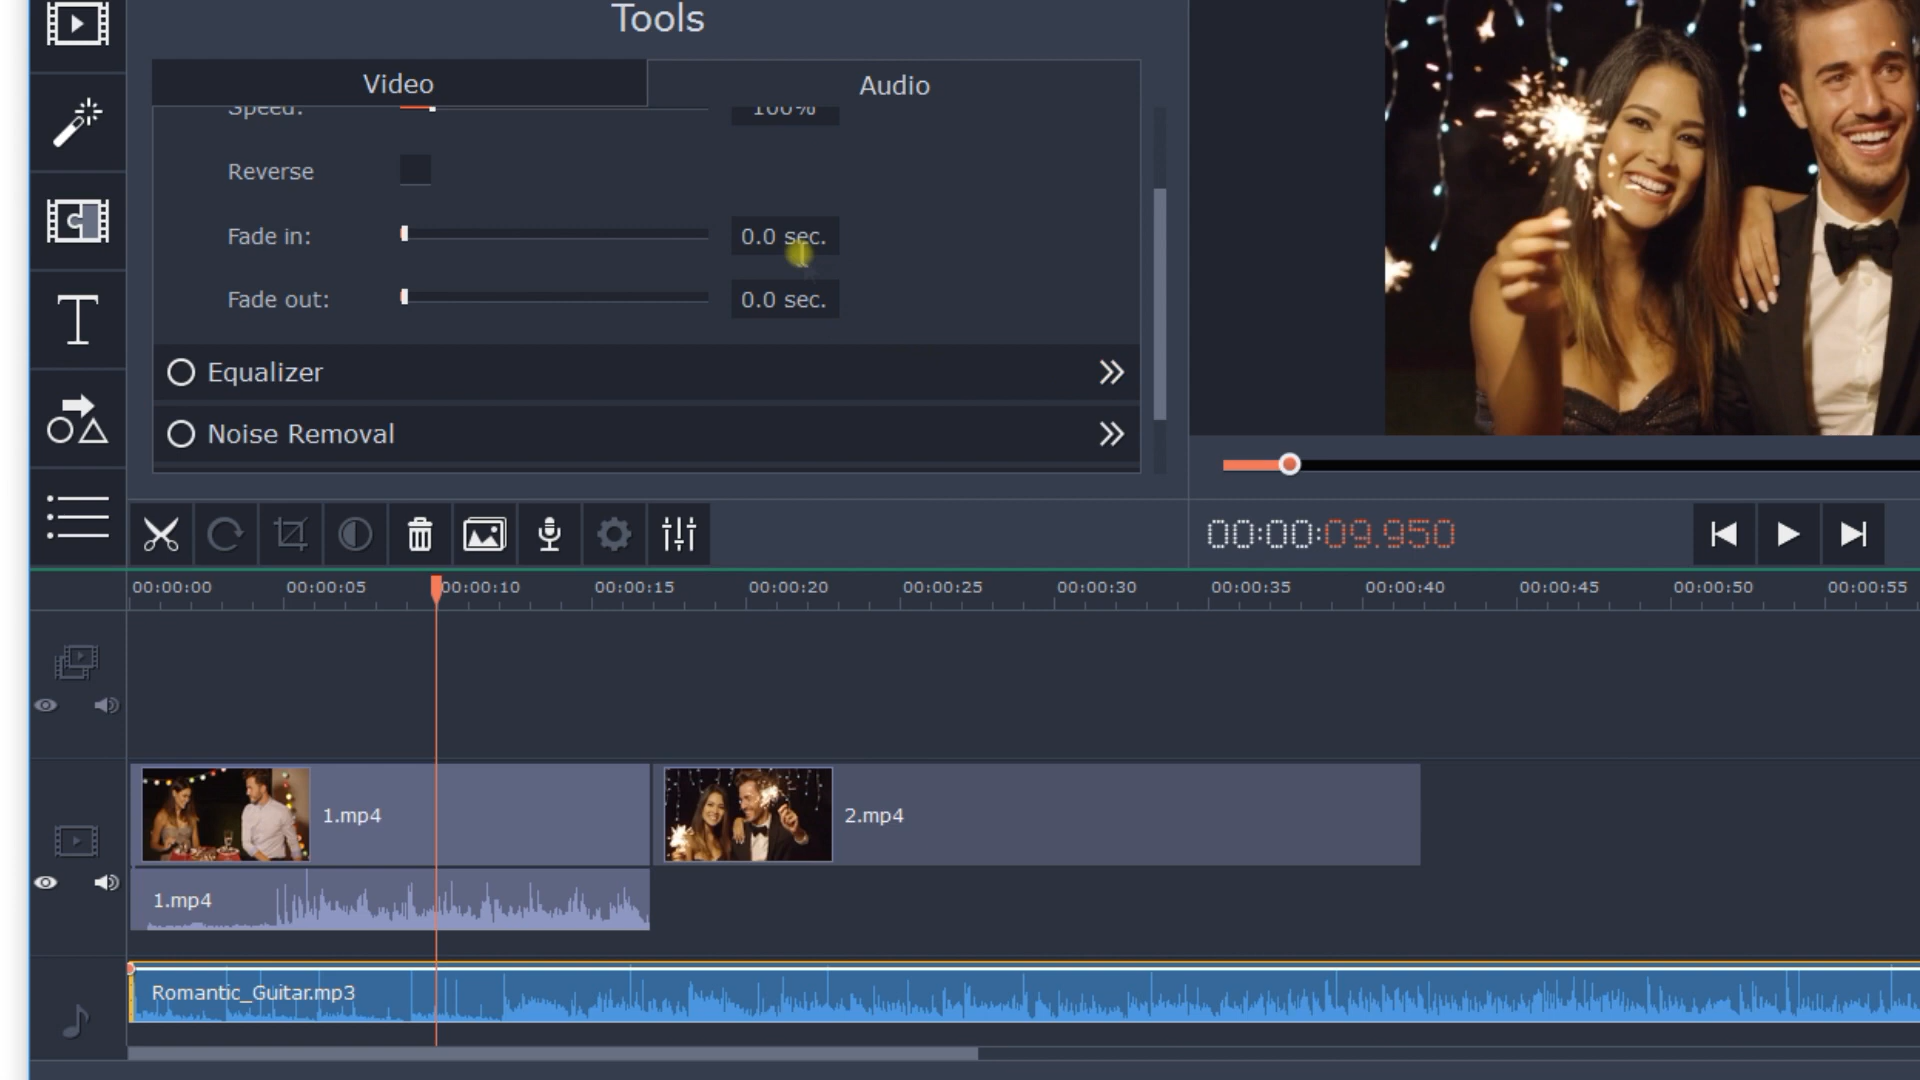 Tools
Video
Audio
Speed:
100%
Reverse
Fade in:
0.0 sec.
Fade out:
0.0 sec.
Equalizer
Noise Removal
00:00:09.950
00:00:00
00:00:05
00:00:10
00:00:15
00:00:20
00:00:25
00:00:30
00:00:35
00:00:40
00:00:45
00:00:50
00:00:55
1.mp4
2.mp4
1.mp4
Romantic_Guitar.mp3